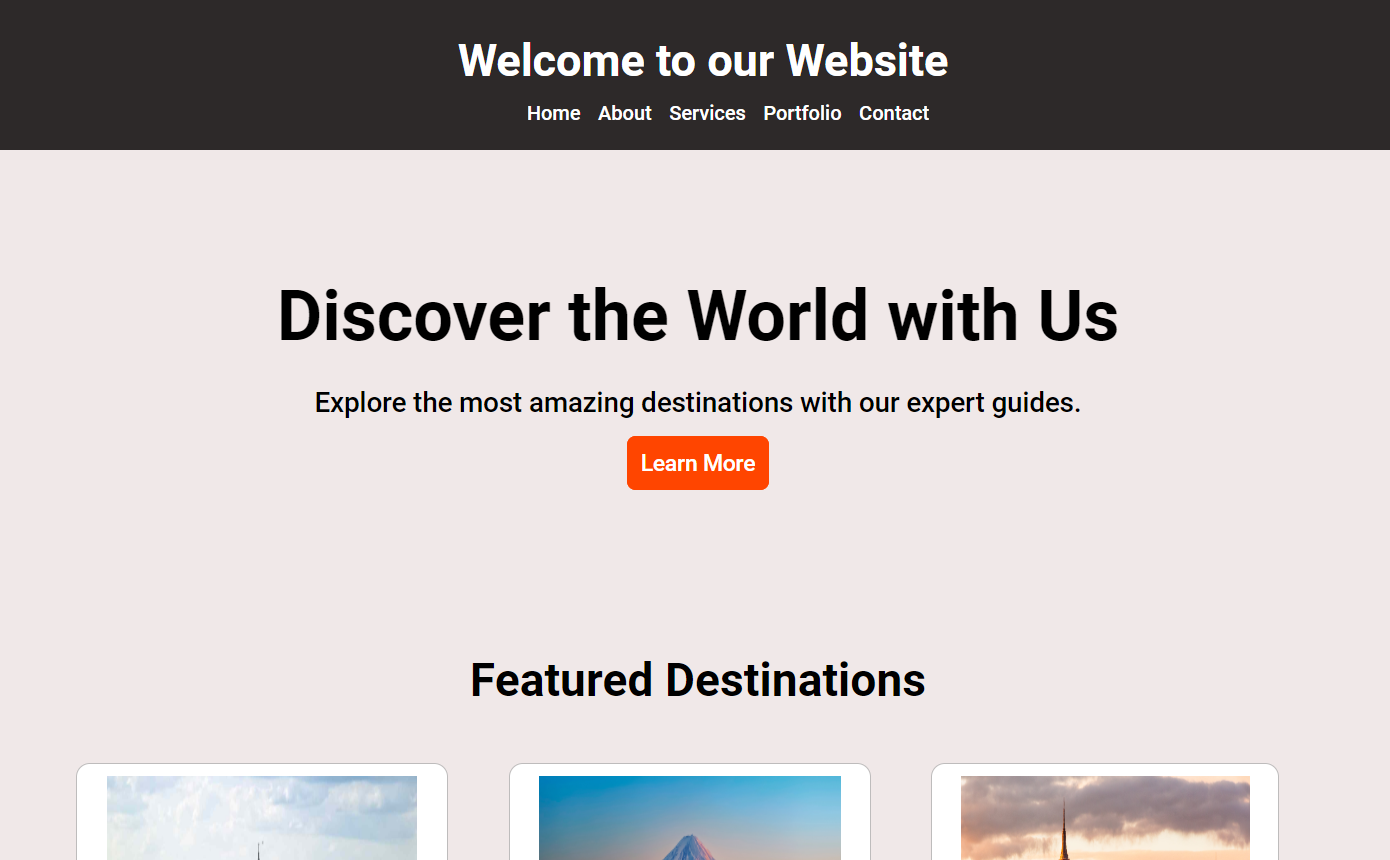 Welcome to our Website
Home About Services Portfolio Contact
Discover the World with Us
Explore the most amazing destinations with our expert guides.
Learn More
Featured Destinations